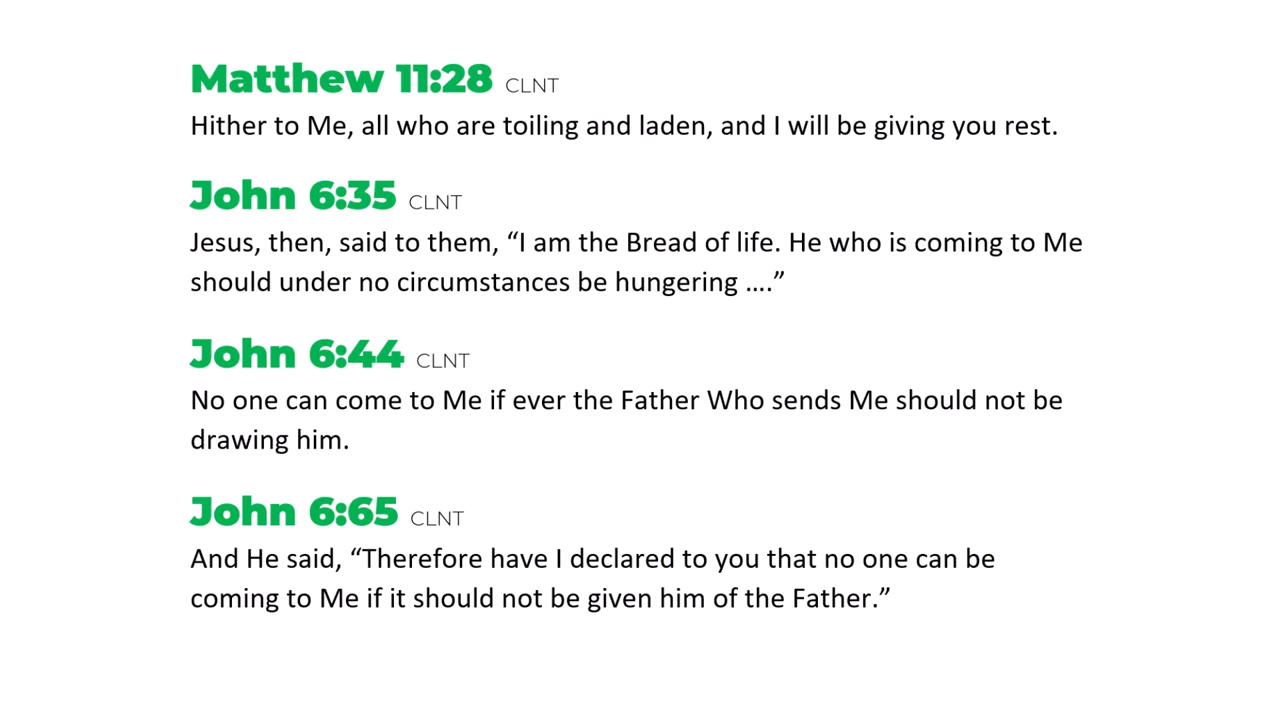 Matthew 11:28 CLNT
Hither to Me, all who are toiling and laden, and I will be giving you rest.
John 6:35 CLNT
Jesus, then, said to them, “I am the Bread of life. He who is coming to Me
should under no circumstances be hungering ….”
John 6:44 CLNT
No one can come to Me if ever the Father Who sends Me should not be
drawing him.
John 6:65 CLNT
And He said, “Therefore have I declared to you that no one can be
coming to Me if it should not be given him of the Father.”